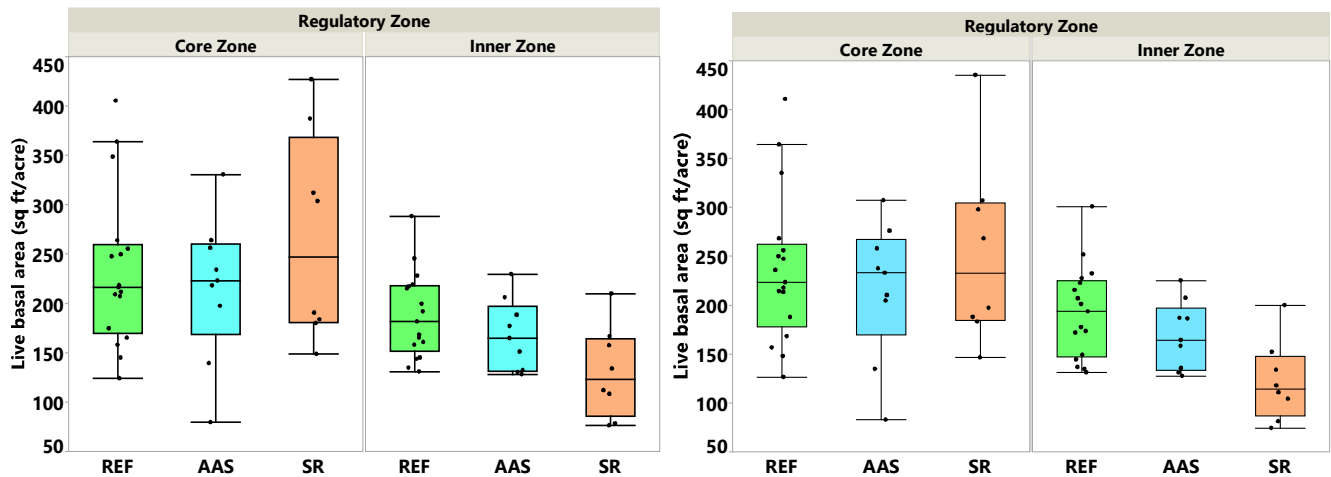 Regulatory Zone
Core Zone Inner Zone
Live basal area (sq ft/acre)
450
400
350
300
250
200
150
100
50
REF AAS SR REF AAS SR
Regulatory Zone
Core Zone Inner Zone
Live basal area (sq ft/acre)
450
400
350
300
250
200
150
100
50
REF AAS SR REF AAS SR